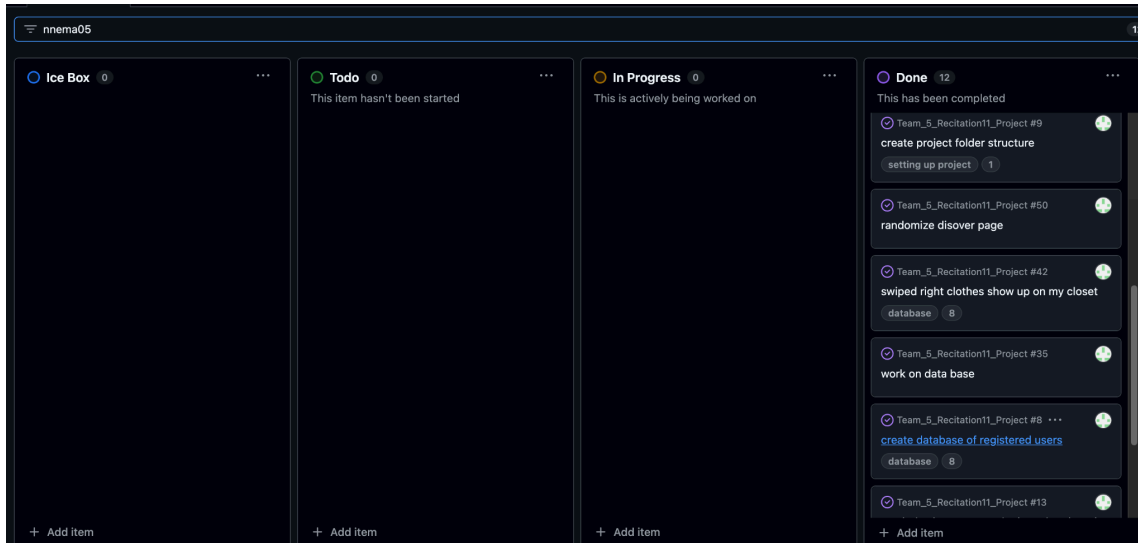 nnema05
1
Ice Box 0 ...
Todo 0 ...
This item hasn't been started
In Progress 0 ...
This is actively being worked on
Done 12 ...
This has been completed
Team_5_Recitation11_Project #9
create project folder structure
setting up project 1
Team_5_Recitation11_Project #50
randomize disover page
Team_5_Recitation11_Project #42
swiped right clothes show up on my closet
database 8
Team_5_Recitation11_Project #35
work on data base
Team_5_Recitation11_Project #8 ...
create database of registered users
database 8
Team_5_Recitation11_Project #13
+ Add item
+ Add item
+ Add item
+ Add item